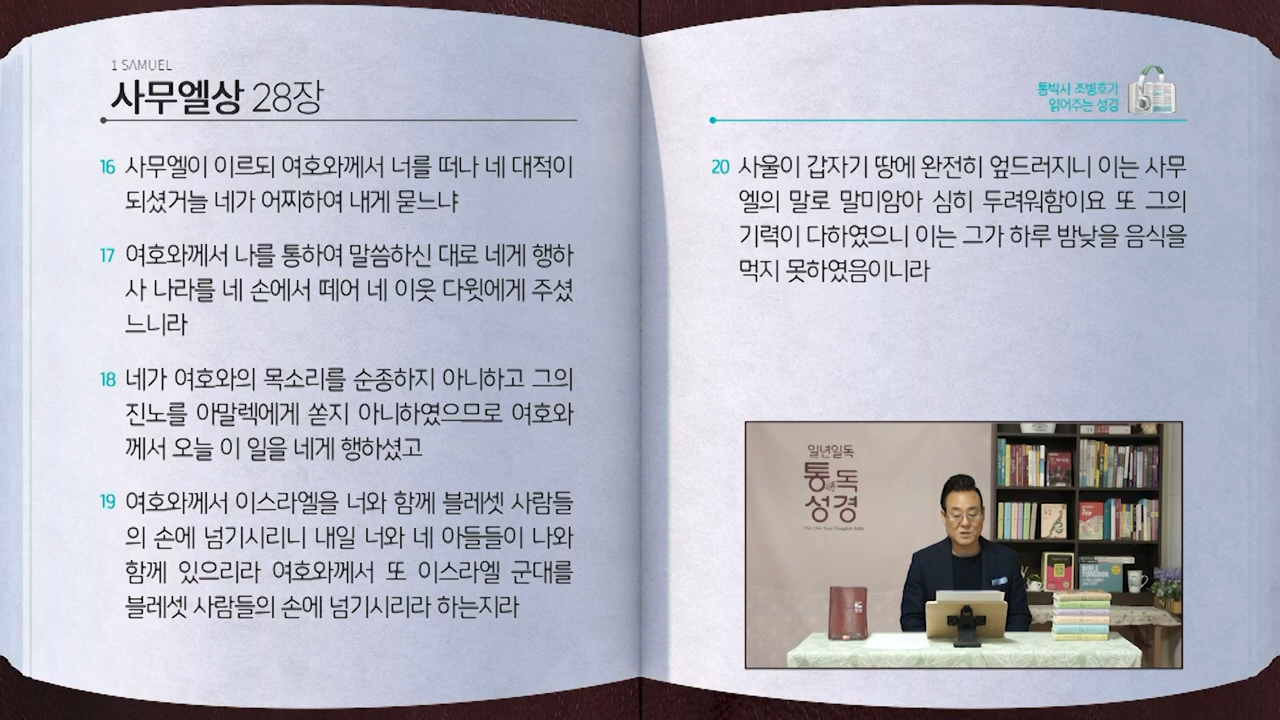 1 SAMUEL
사무엘상 28장
16 사무엘이 이르되 여호와께서 너를 떠나 네 대적이
되셨거늘 네가 어찌하여 내게 묻느냐
17 여호와께서 나를 통하여 말씀하신 대로 네게 행하
사 나라를 네 손에서 떼어 네 이웃 다윗에게 주셨
느니라
18 네가 여호와의 목소리를 순종하지 아니하고 그의
진노를 아말렉에게 쏟지 아니하였으므로 여호와
께서 오늘 이 일을 네게 행하셨고
19 여호와께서 이스라엘을 너와 함께 블레셋 사람들
의 손에 넘기시리니 내일 너와 네 아들들이 나와
함께 있으리라 여호와께서 또 이스라엘 군대를
블레셋 사람들의 손에 넘기시리라 하는지라
통박사 조병호가
읽어주는 성경
20 사울이 갑자기 땅에 완전히 엎드러지니 이는 사무
엘의 말로 말미암아 심히 두려워함이요 또 그의
기력이 다하였으니 이는 그가 하루 밤낮을 음식을
먹지 못하였음이니라
일년일독
통독
성경
BIBLE